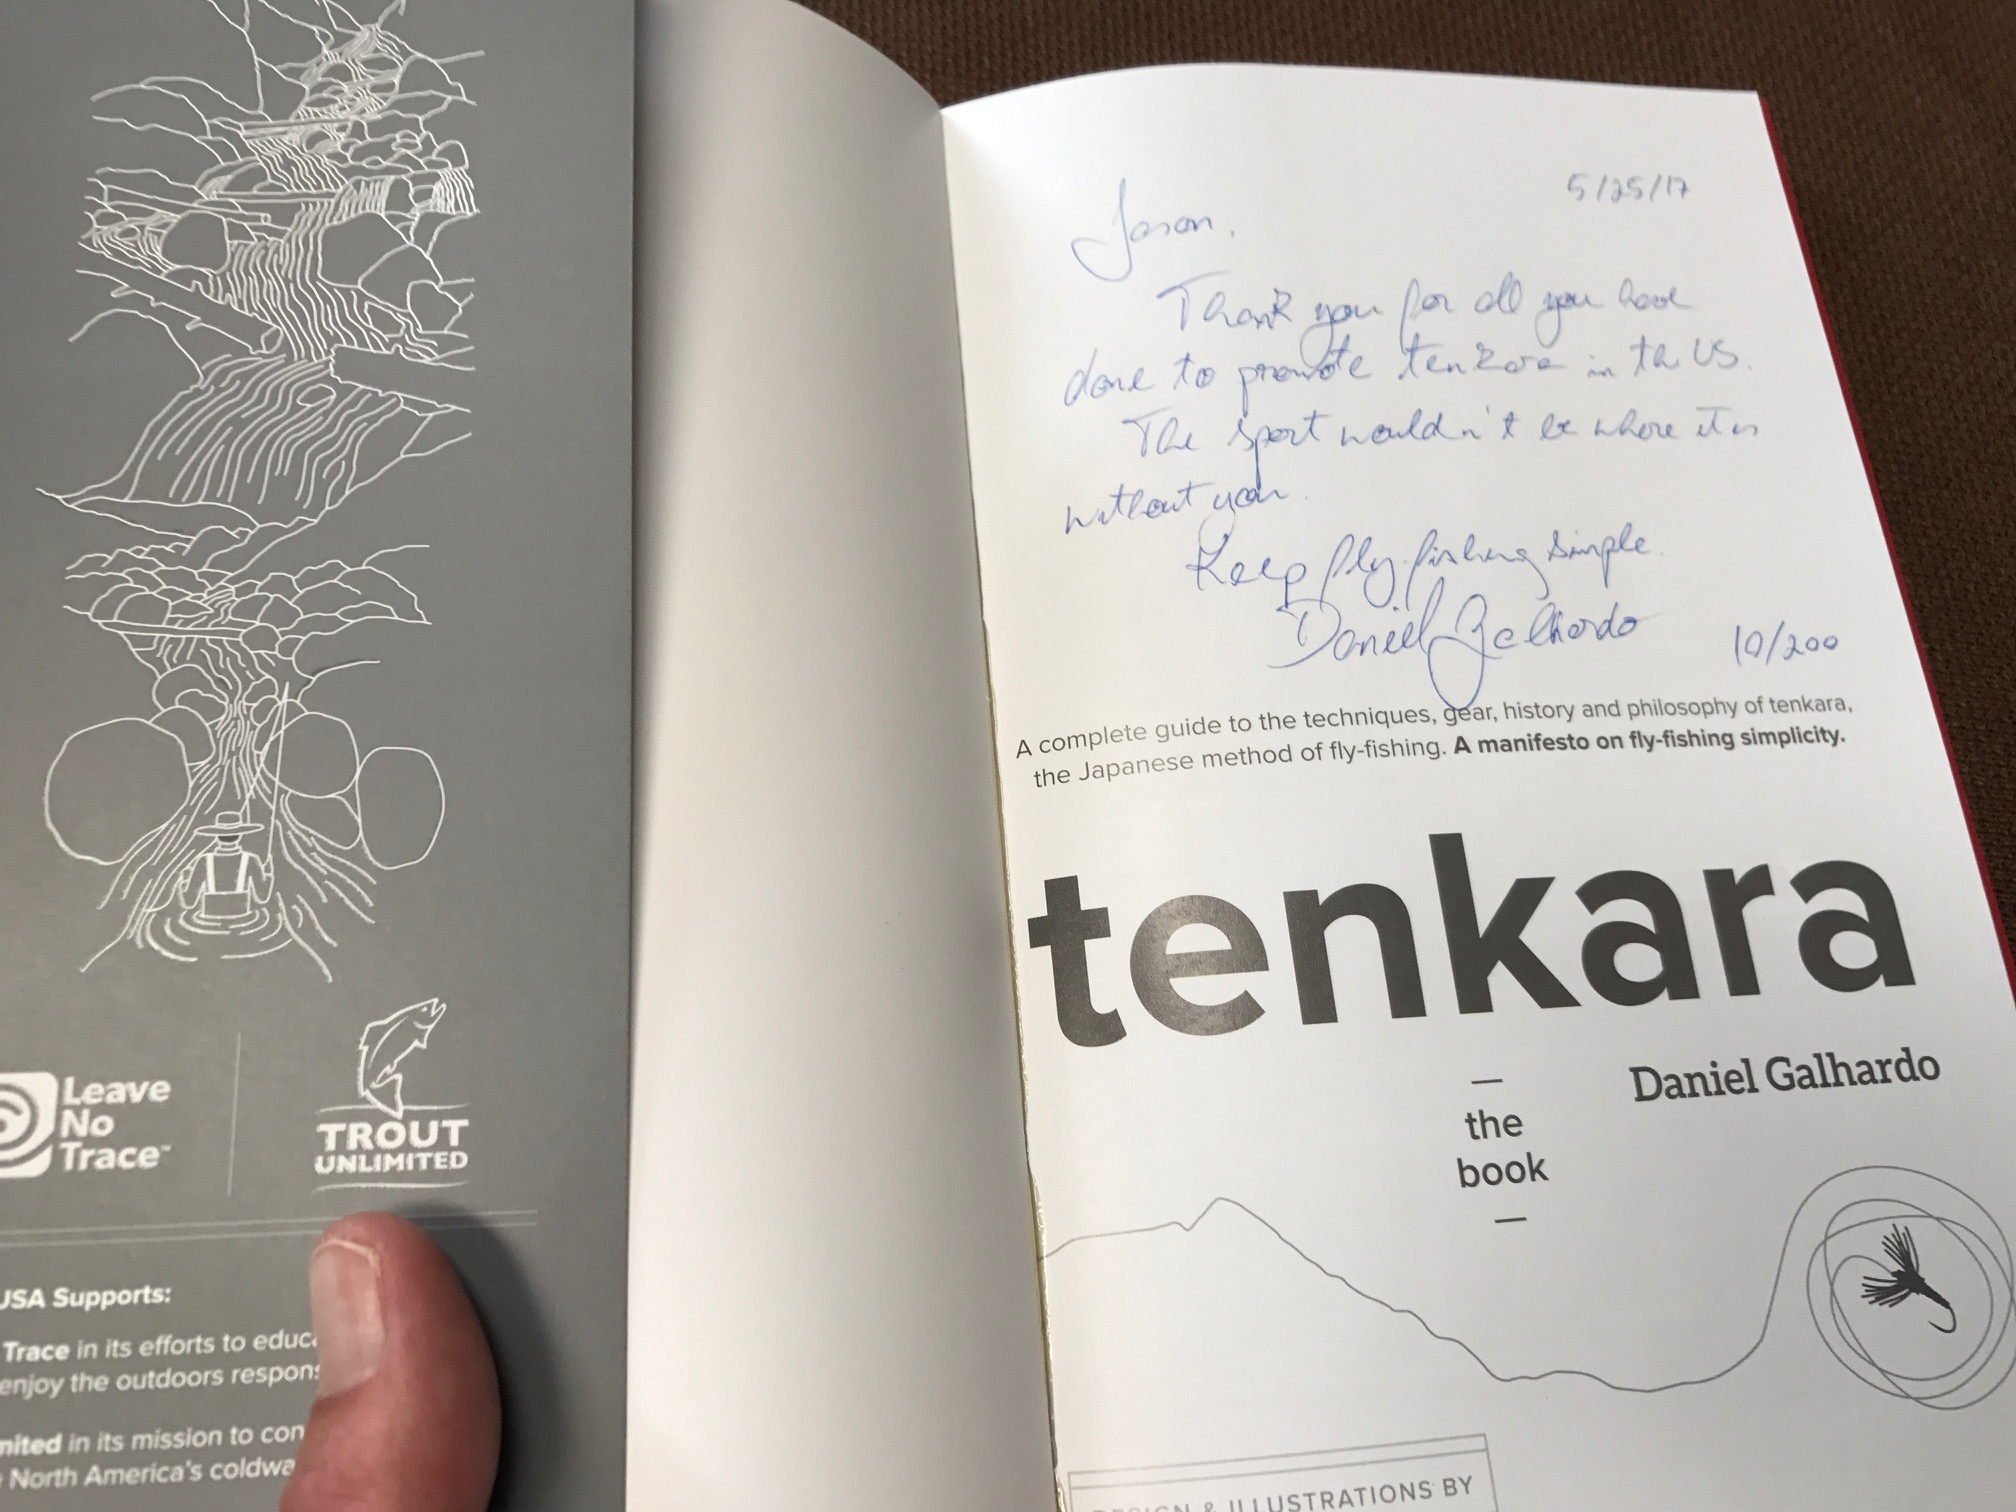 Leave
No
Trace™
TROUT
UNLIMITED
USA Supports:
Trace in its efforts to educ
enjoy the outdoors respons
mited in its mission to con
North America's coldwa
5/25/17
Jason,
Thank you for all you have
done to promote tenkara in the US.
The sport wouldn't be where it is
without you.
Keep fly-fishing simple.
Daniel Galhardo
10/200
A complete guide to the techniques, gear, history and philosophy of tenkara,
the Japanese method of fly-fishing. A manifesto on fly-fishing simplicity.
tenkara
Daniel Galhardo
—
the
book
—
DESIGN & ILLUSTRATIONS BY